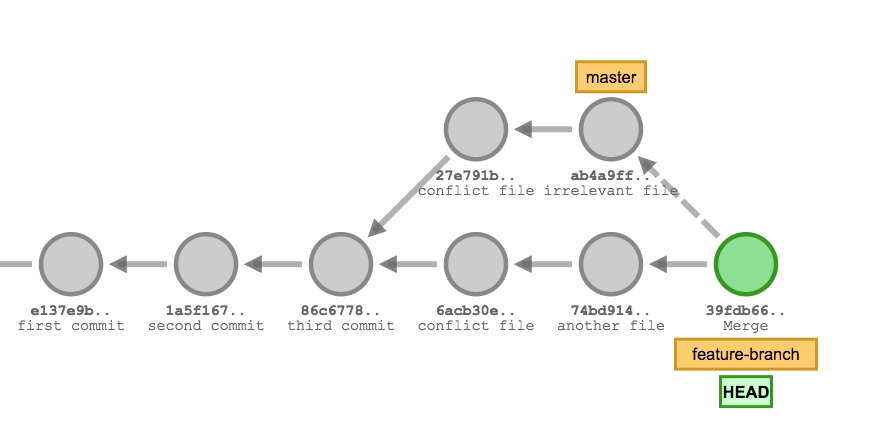 master
27e791b..
conflict file
ab4a9ff..
irrelevant file
e137e9b..
first commit
1a5f167..
second commit
86c6778..
third commit
6acb30e..
conflict file
74bd914..
another file
39fdb66..
Merge
feature-branch
HEAD